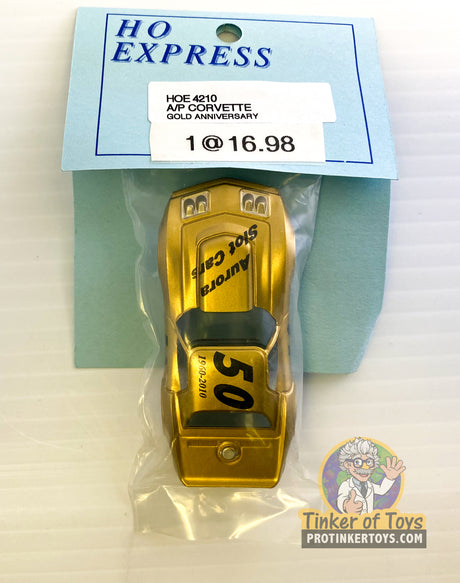 HO
EXPRESS
HOE 4210
A/P CORVETTE
GOLD ANNIVERSARY
1 @ 16.98
Aurora
Slot Cars
50
1960-2010
Tinker of Toys
PROTINKERTOYS.COM